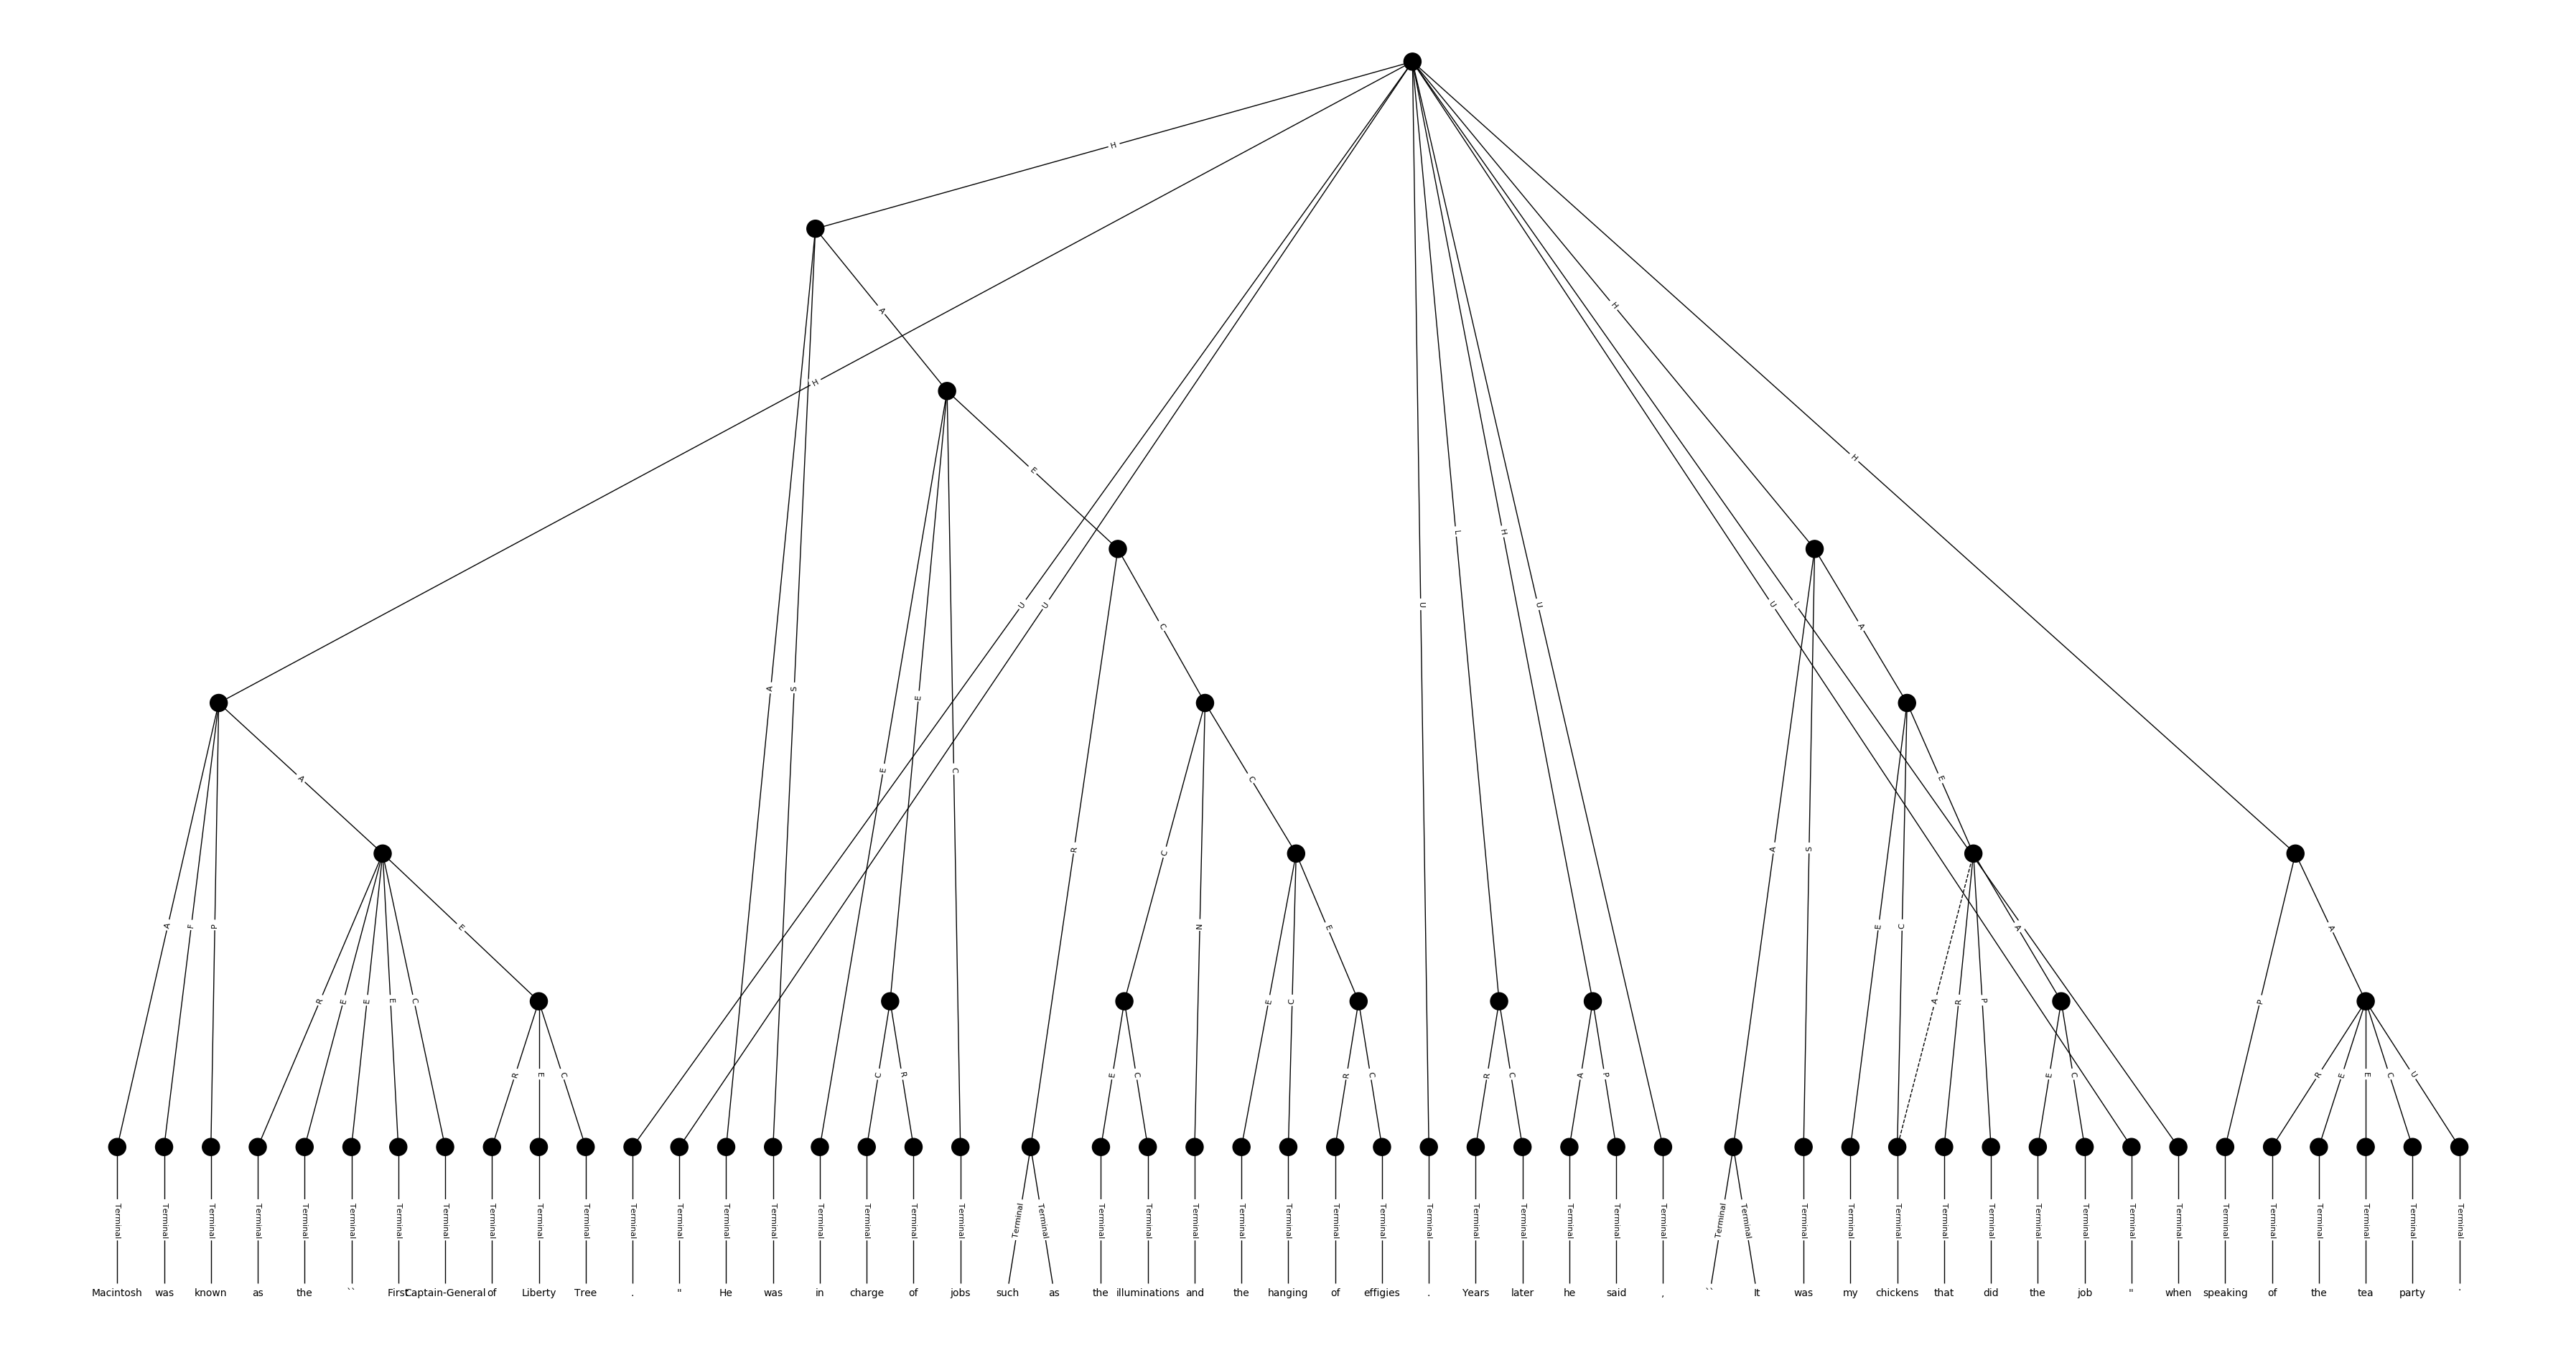 H
H
A
H
H
E
L
H
U
U
U
U
U
L
C
A
A
S
E
E
C
A
C
E
R
C
A
S
A
F
P
E
N
E
E
C
A
A
R
E
E
E
C
E
C
A
R
P
P
R
E
C
C
R
E
C
R
C
R
C
A
P
E
C
R
E
E
C
U
Terminal Terminal Terminal Terminal Terminal Terminal Terminal Terminal Terminal Terminal Terminal Terminal Terminal Terminal Terminal Terminal Terminal Terminal Terminal Terminal Terminal Terminal Terminal Terminal Terminal Terminal Terminal Terminal Terminal Terminal Terminal Terminal Terminal Terminal Terminal Terminal Terminal Terminal Terminal Terminal Terminal Terminal Terminal Terminal Terminal Terminal Terminal Terminal Terminal Terminal Terminal
Macintosh was known as the `` First Captain-General of Liberty Tree . " He was in charge of jobs such as the illuminations and the hanging of effigies . Years later he said , `` It was my chickens that did the job " when speaking of the tea party .